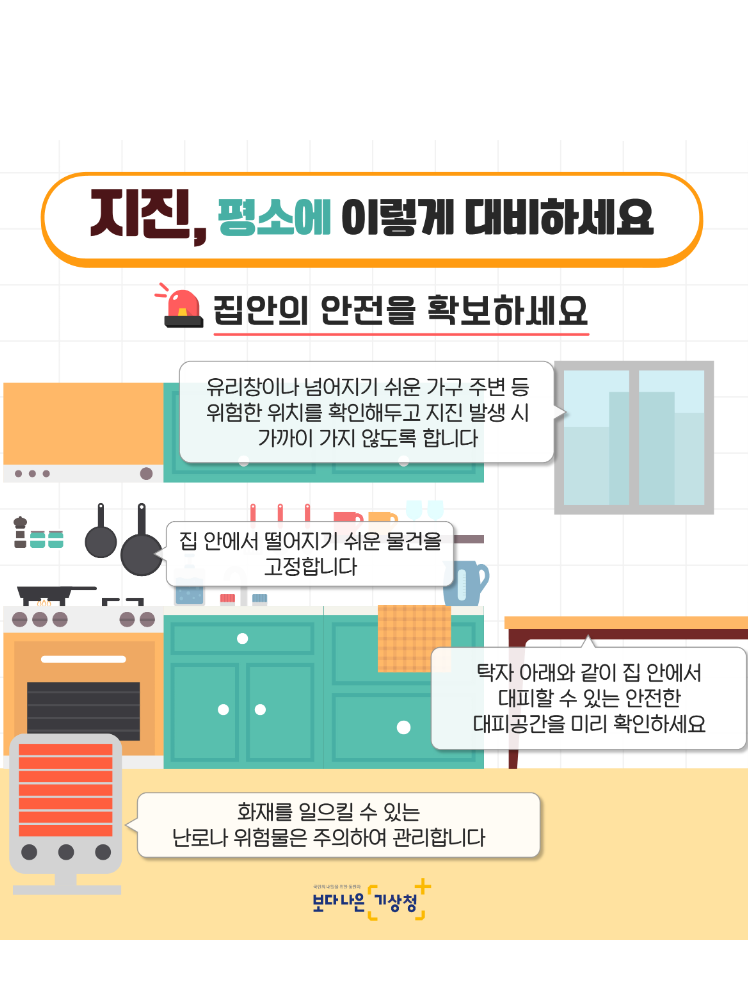 지진, 평소에 이렇게 대비하세요
집안의 안전을 확보하세요
유리창이나 넘어지기 쉬운 가구 주변 등
위험한 위치를 확인해두고 지진 발생 시
가까이 가지 않도록 합니다
집 안에서 떨어지기 쉬운 물건을
고정합니다
탁자 아래와 같이 집 안에서
대피할 수 있는 안전한
대피공간을 미리 확인하세요
화재를 일으킬 수 있는
난로나 위험물은 주의하여 관리합니다
보다 나은 기상청